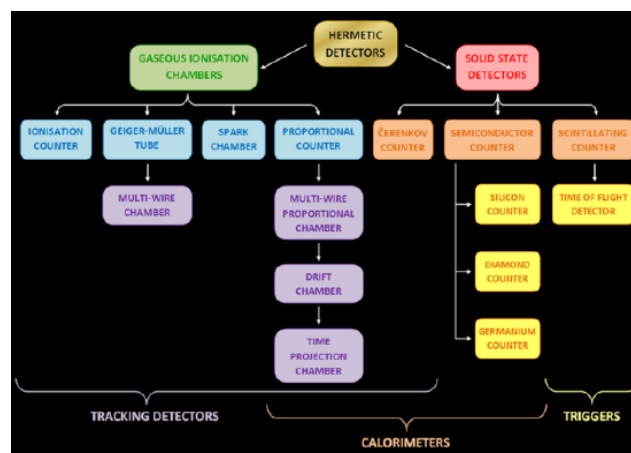 HERMETIC
DETECTORS
GASEOUS IONISATION
CHAMBERS
SOLID STATE
DETECTORS
IONISATION
COUNTER
GEIGER-MÜLLER
TUBE
SPARK
CHAMBER
PROPORTIONAL
COUNTER
ČERENKOV
COUNTER
SEMICONDUCTOR
COUNTER
SCINTILLATING
COUNTER
MULTI-WIRE
CHAMBER
MULTI-WIRE
PROPORTIONAL
CHAMBER
SILICON
COUNTER
TIME OF FLIGHT
DETECTOR
DRIFT
CHAMBER
DIAMOND
COUNTER
TIME
PROJECTION
CHAMBER
GERMANIUM
COUNTER
TRACKING DETECTORS
CALORIMETERS
TRIGGERS